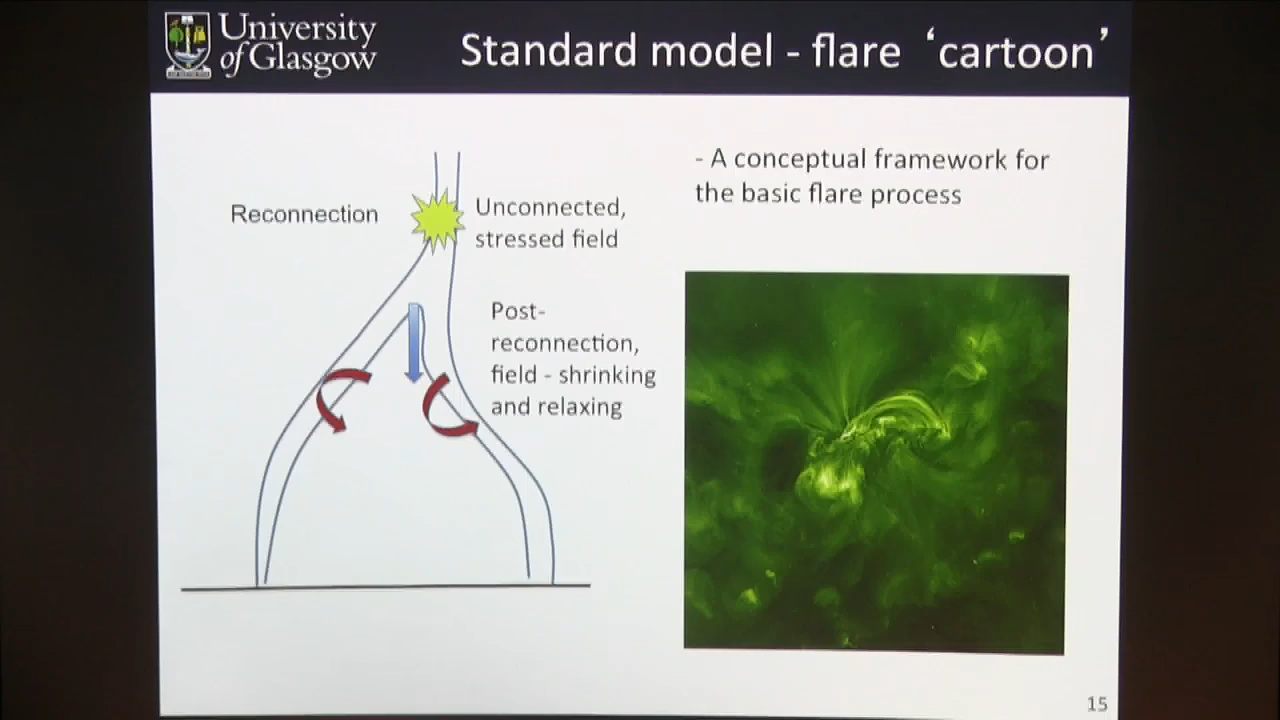 University
of Glasgow
Standard model - flare ‘cartoon’
- A conceptual framework for
the basic flare process
Reconnection
Unconnected,
stressed field
Post-
reconnection,
field - shrinking
and relaxing
15